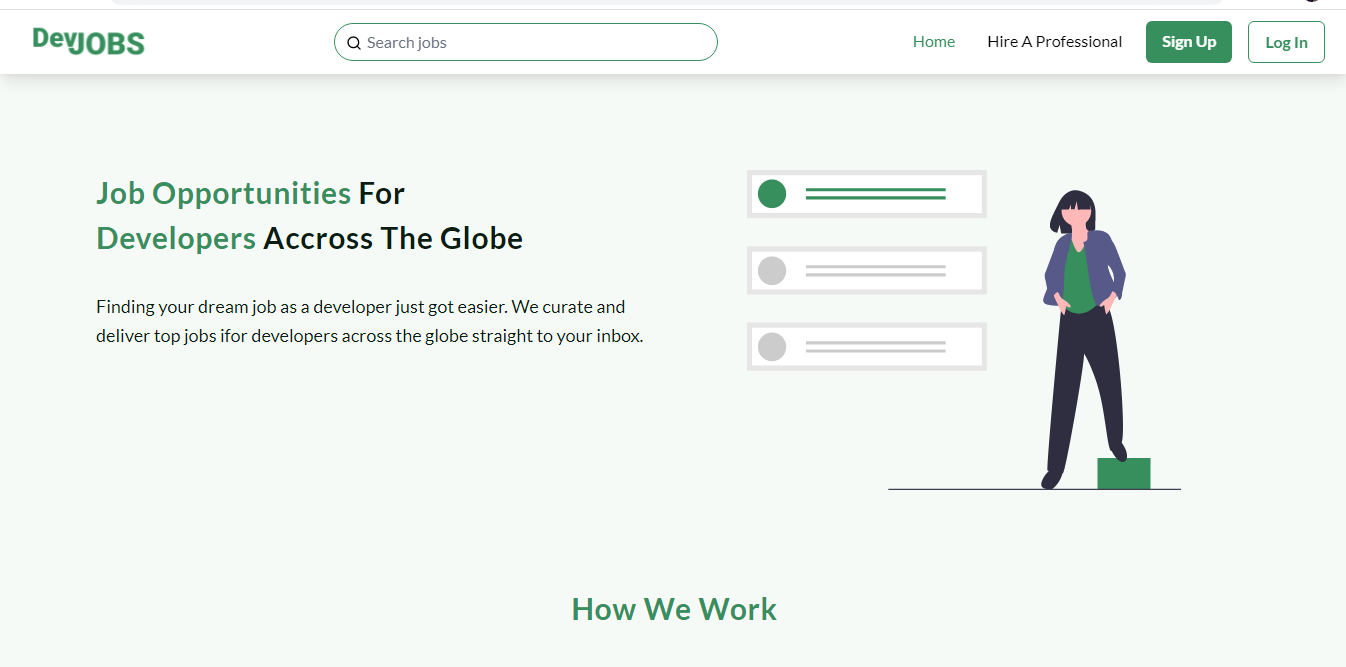 DevJOBS
Search jobs
Home
Hire A Professional
Sign Up
Log In
Job Opportunities For
Developers Accross The Globe
Finding your dream job as a developer just got easier. We curate and
deliver top jobs ifor developers across the globe straight to your inbox.
How We Work